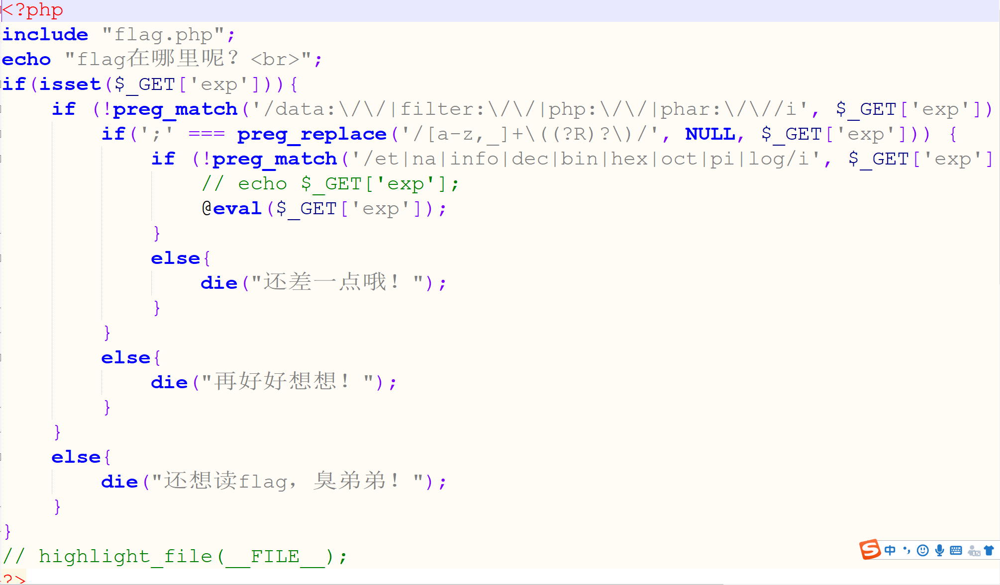 <?php
include "flag.php";
echo "flag在哪里呢？<br>";
if(isset($_GET['exp'])){
    if (!preg_match('/data:\/\/|filter:\/\/|php:\/\/|phar:\/\//i', $_GET['exp'])
        if(';' === preg_replace('/[a-z,_]+\((?R)?\)/', NULL, $_GET['exp'])) {
            if (!preg_match('/et|na|info|dec|bin|hex|oct|pi|log/i', $_GET['exp']
                // echo $_GET['exp'];
                @eval($_GET['exp']);
            }
            else{
                die("还差一点哦！");
            }
        }
        else{
            die("再好好想想！");
        }
    }
    else{
        die("还想读flag，臭弟弟！");
    }
}
// highlight_file(__FILE__);
S 中
?>